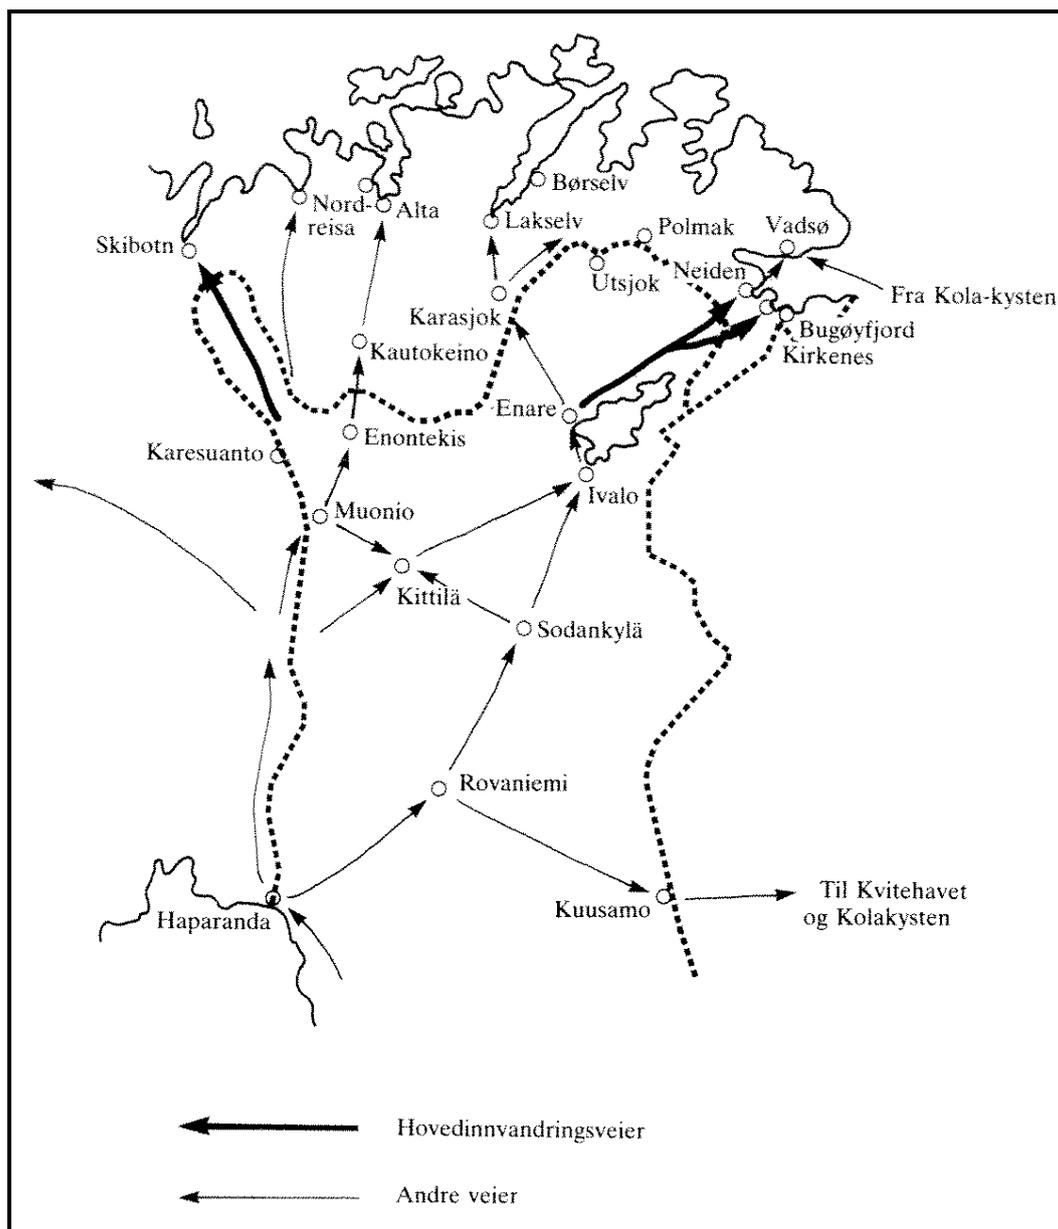 Børselv
Nord-
reisa
Alta
Lakselv
Skibotn
Polmak
Vadsø
Neiden
Utsjok
Fra Kola-kysten
Karasjok
Bugøyfjord
Kirkenes
Kautokeino
Enare
Enontekis
Karesuanto
Ivalo
Muonio
Kittilä
Sodankylä
Rovaniemi
Til Kvitehavet
og Kolakysten
Kuusamo
Haparanda
Hovedinnvandringsveier
Andre veier